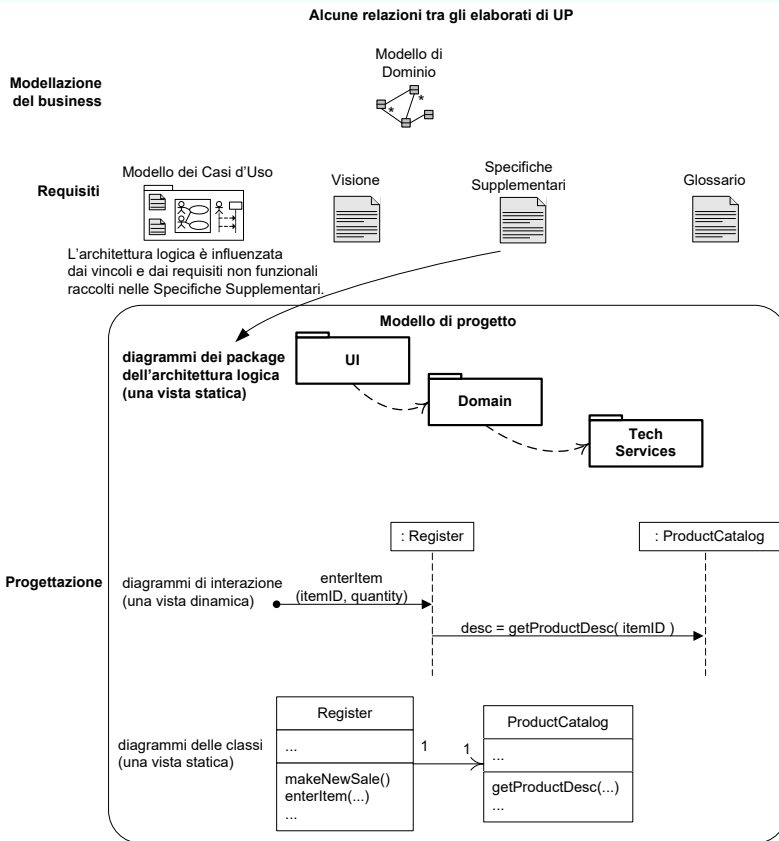 Alcune relazioni tra gli elaborati di UP
Modello di
Dominio
*
*
Modellazione
del business
Requisiti
Modello dei Casi d'Uso
Visione
Specifiche
Supplementari
Glossario
L'architettura logica è influenzata
dai vincoli e dai requisiti non funzionali
raccolti nelle Specifiche Supplementari.
Modello di progetto
diagrammi dei package
dell'architettura logica
(una vista statica)
UI
Domain
Tech
Services
: Register
: ProductCatalog
Progettazione
diagrammi di interazione
(una vista dinamica)
enterItem
(itemID, quantity)
desc = getProductDesc( itemID )
diagrammi delle classi
(una vista statica)
Register
...
makeNewSale()
enterItem(...)
...
1
1
ProductCatalog
...
getProductDesc(...)
...